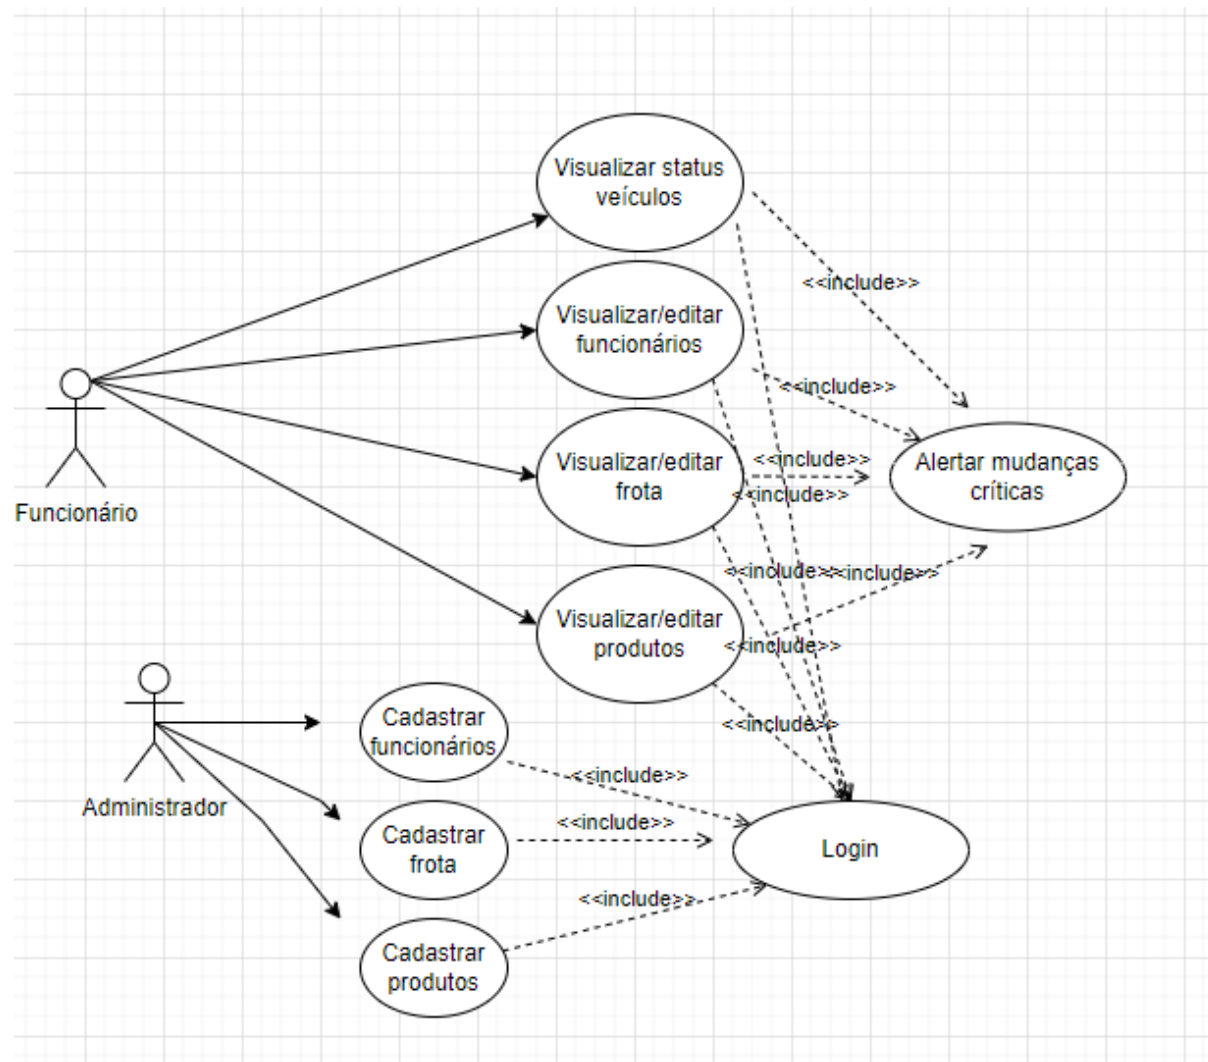 Visualizar status
veículos
<<include>>
Visualizar/editar
funcionários
<<include>>
Visualizar/editar
frota
<<include>>
<<include>>
Alertar mudanças
críticas
Funcionário
<<include>>
<<include>>
Visualizar/editar
produtos
<<include>>
<<include>>
Cadastrar
funcionários
Administrador
<<include>>
Cadastrar
frota
<<include>>
Login
<<include>>
Cadastrar
produtos